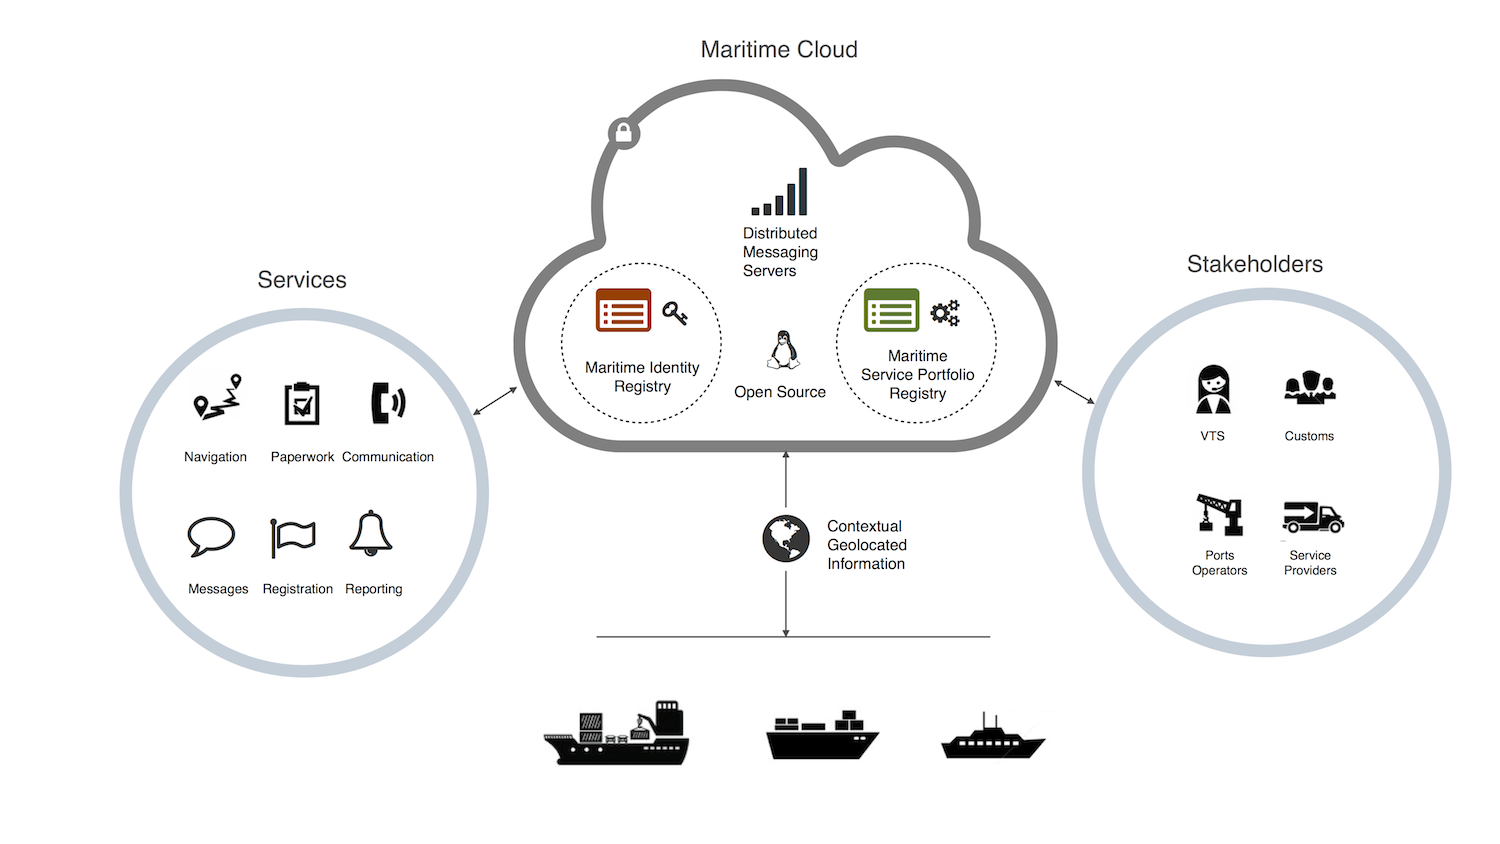 Maritime Cloud
Distributed
Messaging
Servers
Maritime Identity
Registry
Open Source
Maritime
Service Portfolio
Registry
Services
Navigation
Paperwork
Communication
Messages
Registration
Reporting
Stakeholders
VTS
Customs
Ports
Operators
Service
Providers
Contextual
Geolocated
Information